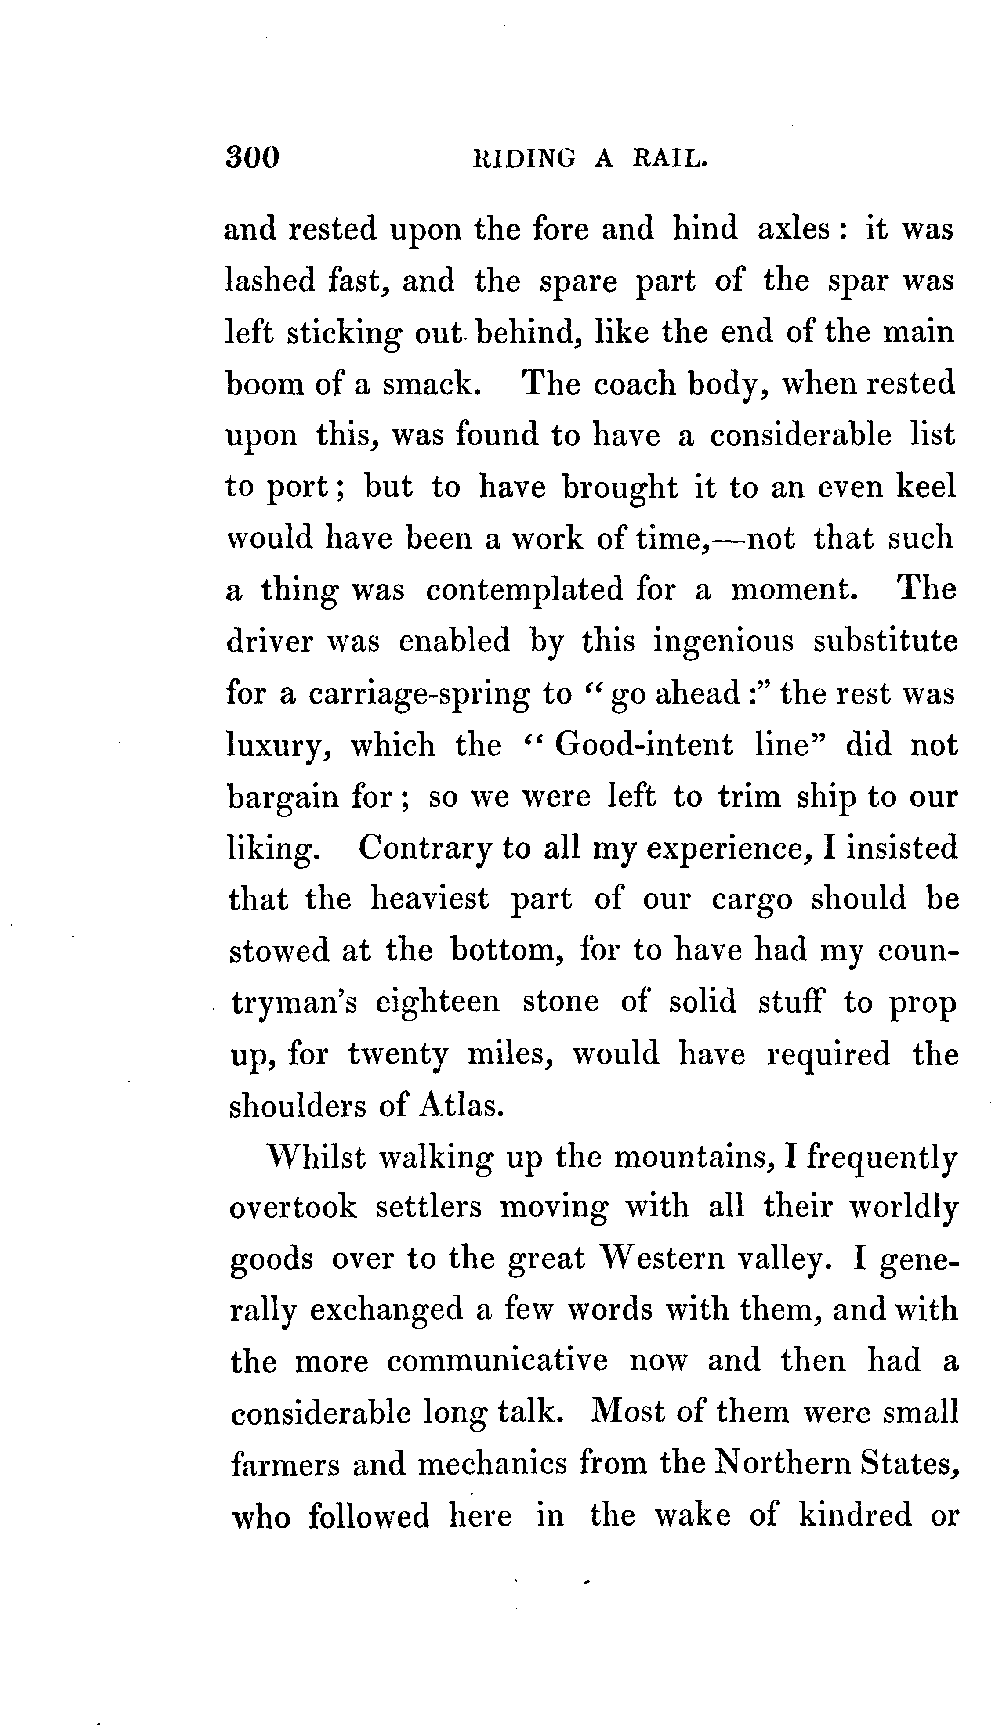 300 RIDING A RAIL.
and rested upon the fore and hind axles : it was
lashed fast, and the spare part of the spar was
left sticking out behind, like the end of the main
boom of a smack. The coach body, when rested
upon this, was found to have a considerable list
to port ; but to have brought it to an even keel
would have been a work of time,—not that such
a thing was contemplated for a moment. The
driver was enabled by this ingenious substitute
for a carriage-spring to “ go ahead :” the rest was
luxury, which the “ Good-intent line” did not
bargain for ; so we were left to trim ship to our
liking. Contrary to all my experience, I insisted
that the heaviest part of our cargo should be
stowed at the bottom, for to have had my coun-
tryman’s eighteen stone of solid stuff to prop
up, for twenty miles, would have required the
shoulders of Atlas.
Whilst walking up the mountains, I frequently
overtook settlers moving with all their worldly
goods over to the great Western valley. I gene-
rally exchanged a few words with them, and with
the more communicative now and then had a
considerable long talk. Most of them were small
farmers and mechanics from the Northern States,
who followed here in the wake of kindred or